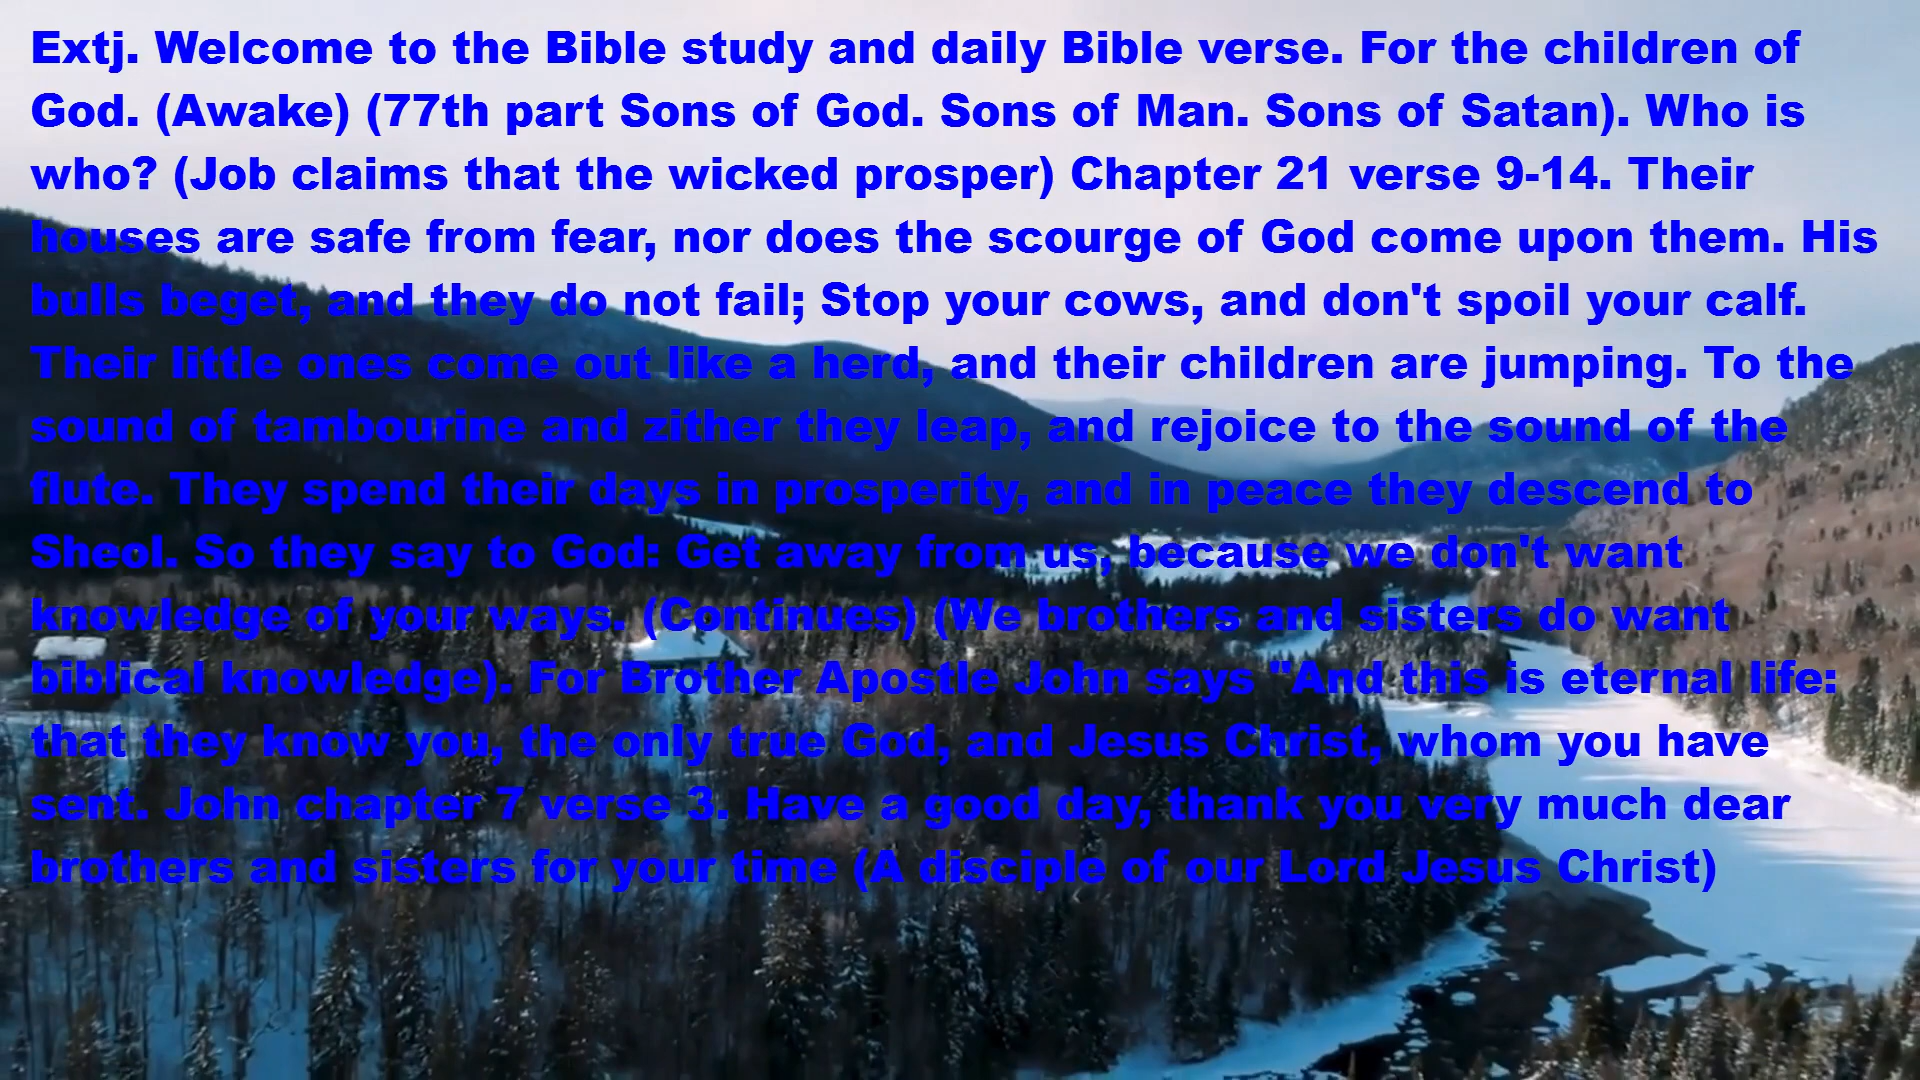 Extj. Welcome to the Bible study and daily Bible verse. For the children of
God. (Awake) (77th part Sons of God. Sons of Man. Sons of Satan). Who is
who? (Job claims that the wicked prosper) Chapter 21 verse 9-14. Their
houses are safe from fear, nor does the scourge of God come upon them. His
bulls beget, and they do not fail; Stop your cows, and don't spoil your calf.
Their little ones come out like a herd, and their children are jumping. To the
sound of tambourine and zither they leap, and rejoice to the sound of the
flute. They spend their days in prosperity, and in peace they descend to
Sheol. So they say to God: Get away from us, because we don't want
knowledge of your ways. (Continues) (We brothers and sisters do want
biblical knowledge). For Brother Apostle John says "And this is eternal life:
that they know you, the only true God, and Jesus Christ, whom you have
sent. John chapter 7 verse 3. Have a good day, thank you very much dear
brothers and sisters for your time (A disciple of our Lord Jesus Christ)